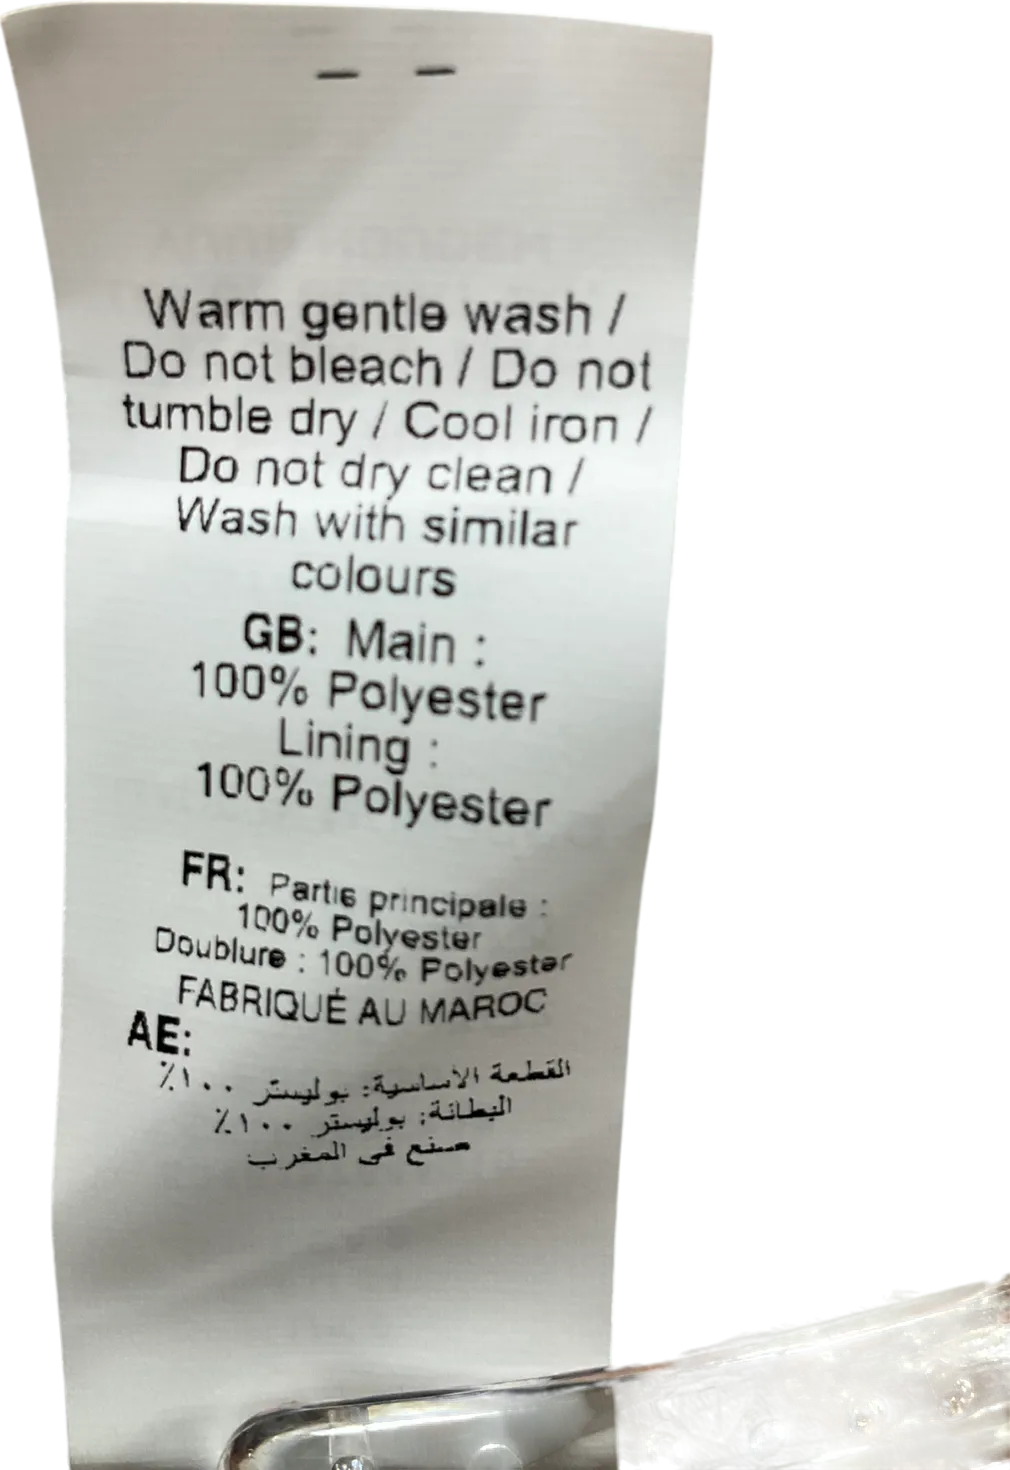 Warm gentle wash /
Do not bleach / Do not
tumble dry / Cool iron /
Do not dry clean /
Wash with similar
colours
GB: Main :
100% Polyester
Lining :
100% Polyester
FR: Partie principale :
100% Polyester
Doublure : 100% Polyester
FABRIQUÉ AU MAROC
AE:
القطعة الأساسية: بوليستر ١٠٠٪
البطانة: بوليستر ١٠٠٪
صنع في المغرب